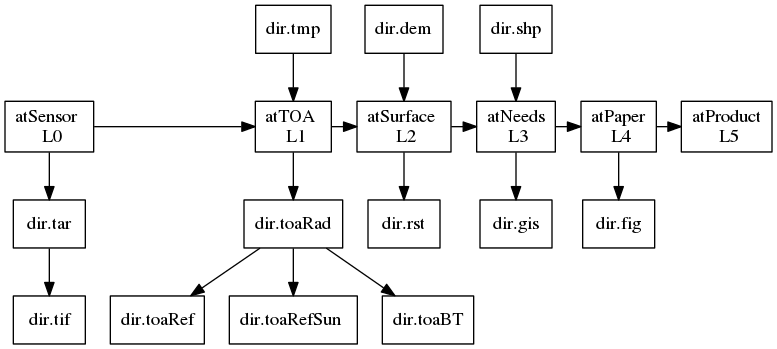 dir.tmp
dir.dem
dir.shp
atSensor
L0
atTOA
L1
atSurface
L2
atNeeds
L3
atPaper
L4
atProduct
L5
dir.tar
dir.toaRad
dir.rst
dir.gis
dir.fig
dir.tif
dir.toaRef
dir.toaRefSun
dir.toaBT